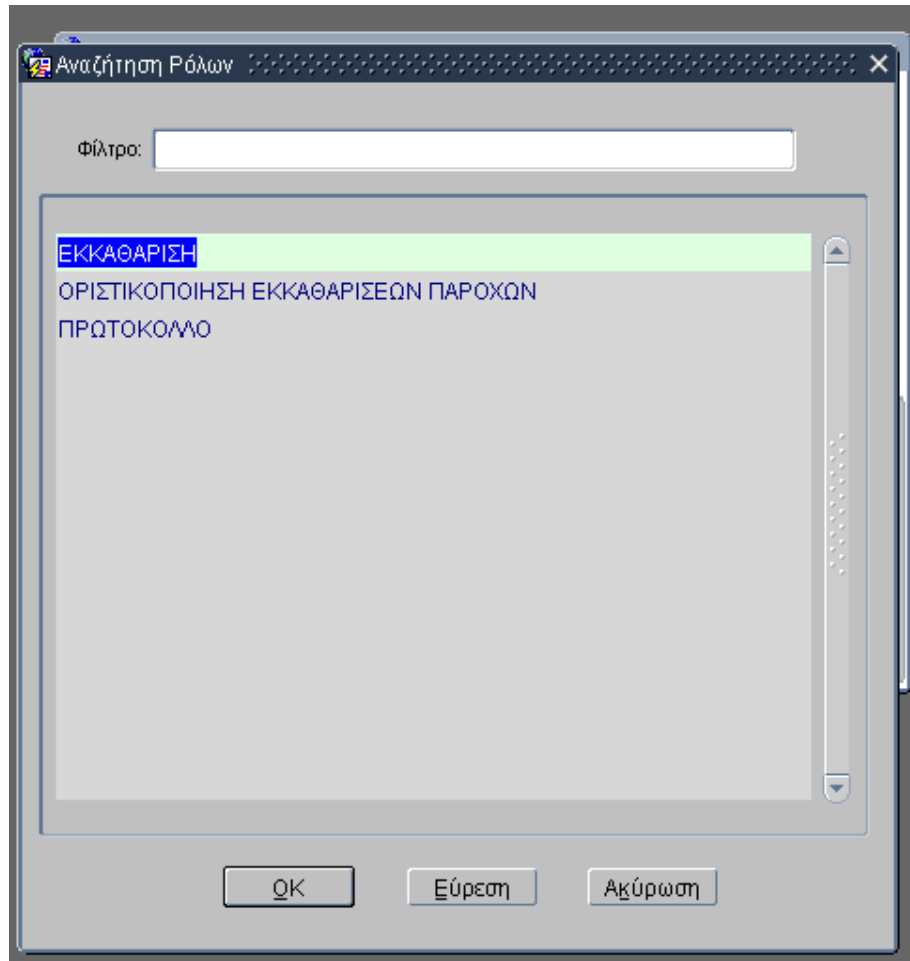 Αναζήτηση Ρόλων
Φίλτρο:
ΕΚΚΑΘΑΡΙΣΗ
ΟΡΙΣΤΙΚΟΠΟΙΗΣΗ ΕΚΚΑΘΑΡΙΣΕΩΝ ΠΑΡΟΧΩΝ
ΠΡΩΤΟΚΟΛΛΟ
OK Εύρεση Ακύρωση